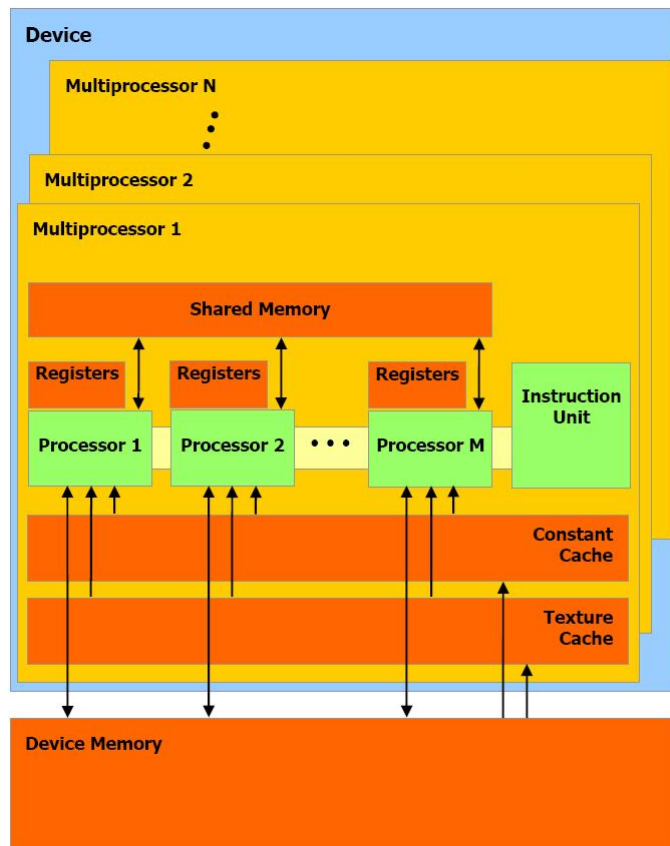 Device
Multiprocessor N
Multiprocessor 2
Multiprocessor 1
Shared Memory
Registers
Registers
Registers
Instruction
Unit
Processor 1
Processor 2
Processor M
Constant
Cache
Texture
Cache
Device Memory